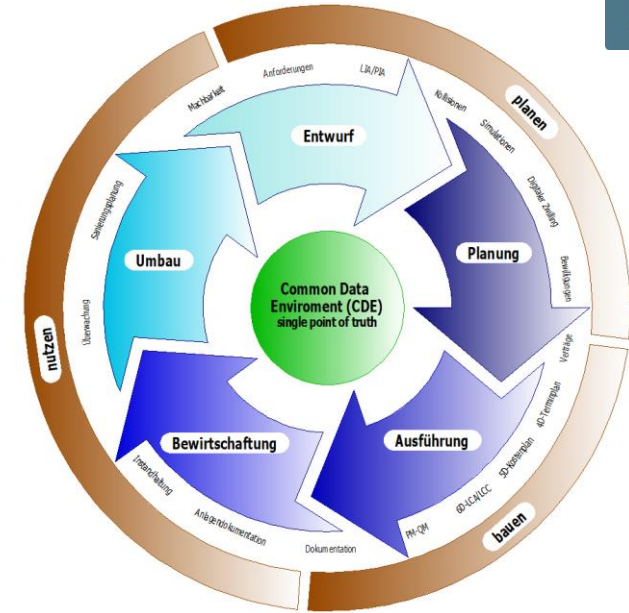 planen
bauen
nutzen
Machbarkeit
Anforderungen
LIA/PIA
Kollisionen
Simulationen
Digitaler Zwilling
Bewilligungen
Verträge
4D-Terminplan
5D-Kostenplan
6D-LCA/LCC
PM-QM
Dokumentation
Anlagendokumentation
Instandhaltung
Überwachung
Sanierungsplanung
Entwurf
Planung
Ausführung
Bewirtschaftung
Umbau
Common Data
Enviroment (CDE)
single point of truth